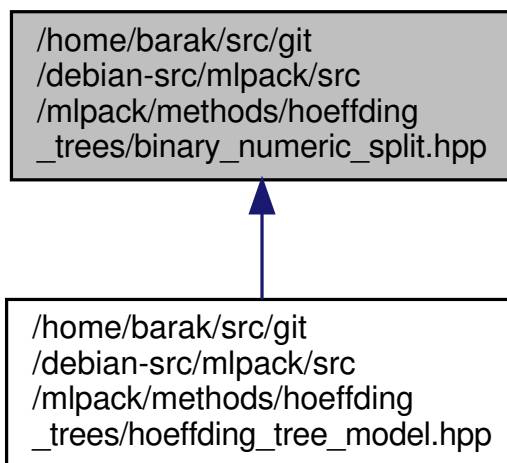 /home/barak/src/git
/debian-src/mlpack/src
/mlpack/methods/hoeffding
_trees/binary_numeric_split.hpp
/home/barak/src/git
/debian-src/mlpack/src
/mlpack/methods/hoeffding
_trees/hoeffding_tree_model.hpp